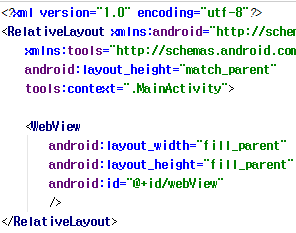 <?xml version="1.0" encoding="utf-8"?>
<RelativeLayout xmlns:android="http://schem
xmlns:tools="http://schemas.android.com
android:layout_height="match_parent"
tools:context=".MainActivity">
<WebView
android:layout_width="fill_parent"
android:layout_height="fill_parent"
android:id="@+id/webView"
/>
</RelativeLayout>